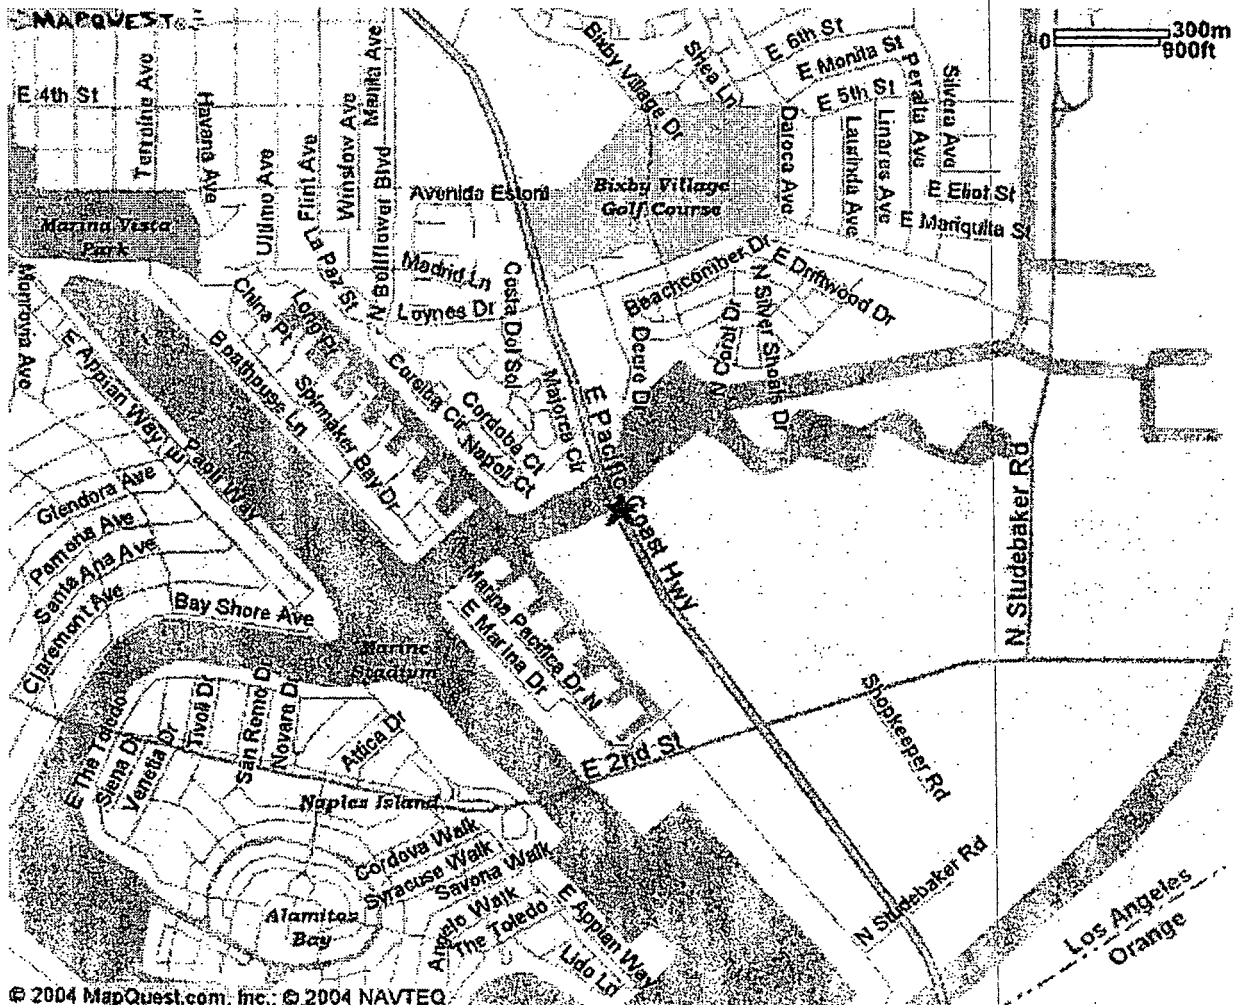 MAPQUEST
300m
0
900ft
Bixby Village Dr
Shea Ln
E 6th St
E Monita St
E 5th St
Peralta Ave
Silvera Ave
Manila Ave
E 4th St
Termino Ave
Havana Ave
Ultimo Ave
Flint Ave
Winslow Ave
N Bellflower Blvd
Daroca Ave
Laurinda Ave
Linares Ave
Avenida Estoril
Bixby Village
Golf Course
E Eliot St
E Mariquita St
Marina Vista
Park
La Paz St
Madrid Ln
Costa Del Sol
Loynes Dr
Beachcomber Dr
E Driftwood Dr
N Silver Shoals Dr
N Coral Dr
Monrovia Ave
China Pt
Long Pt
Boathouse Ln
Spinnaker Bay Dr
Corsica Cir
Cordoba Ct
Napoli Ct
Majorca Cir
Douro Dr
E Pacific Coast Hwy
E Appian Way
E Paoli Way
N Studebaker Rd
Glendora Ave
Pomona Ave
Santa Ana Ave
Claremont Ave
Bay Shore Ave
Marina Pacifica Dr N
E Marina Dr
Marine
Stadium
E The Toledo
Siena Dr
Venetia Dr
Tivoli Dr
San Remo Dr
Novara Dr
Attica Dr
E 2nd St
Shopkeeper Rd
Naples Island
Cordova Walk
Syracuse Walk
Savona Walk
Angelo Walk
The Toledo
E Appian Way
Lido Ln
Alamitos
Bay
N Studebaker Rd
Los Angeles
Orange
© 2004 MapQuest.com, Inc.; © 2004 NAVTEQ